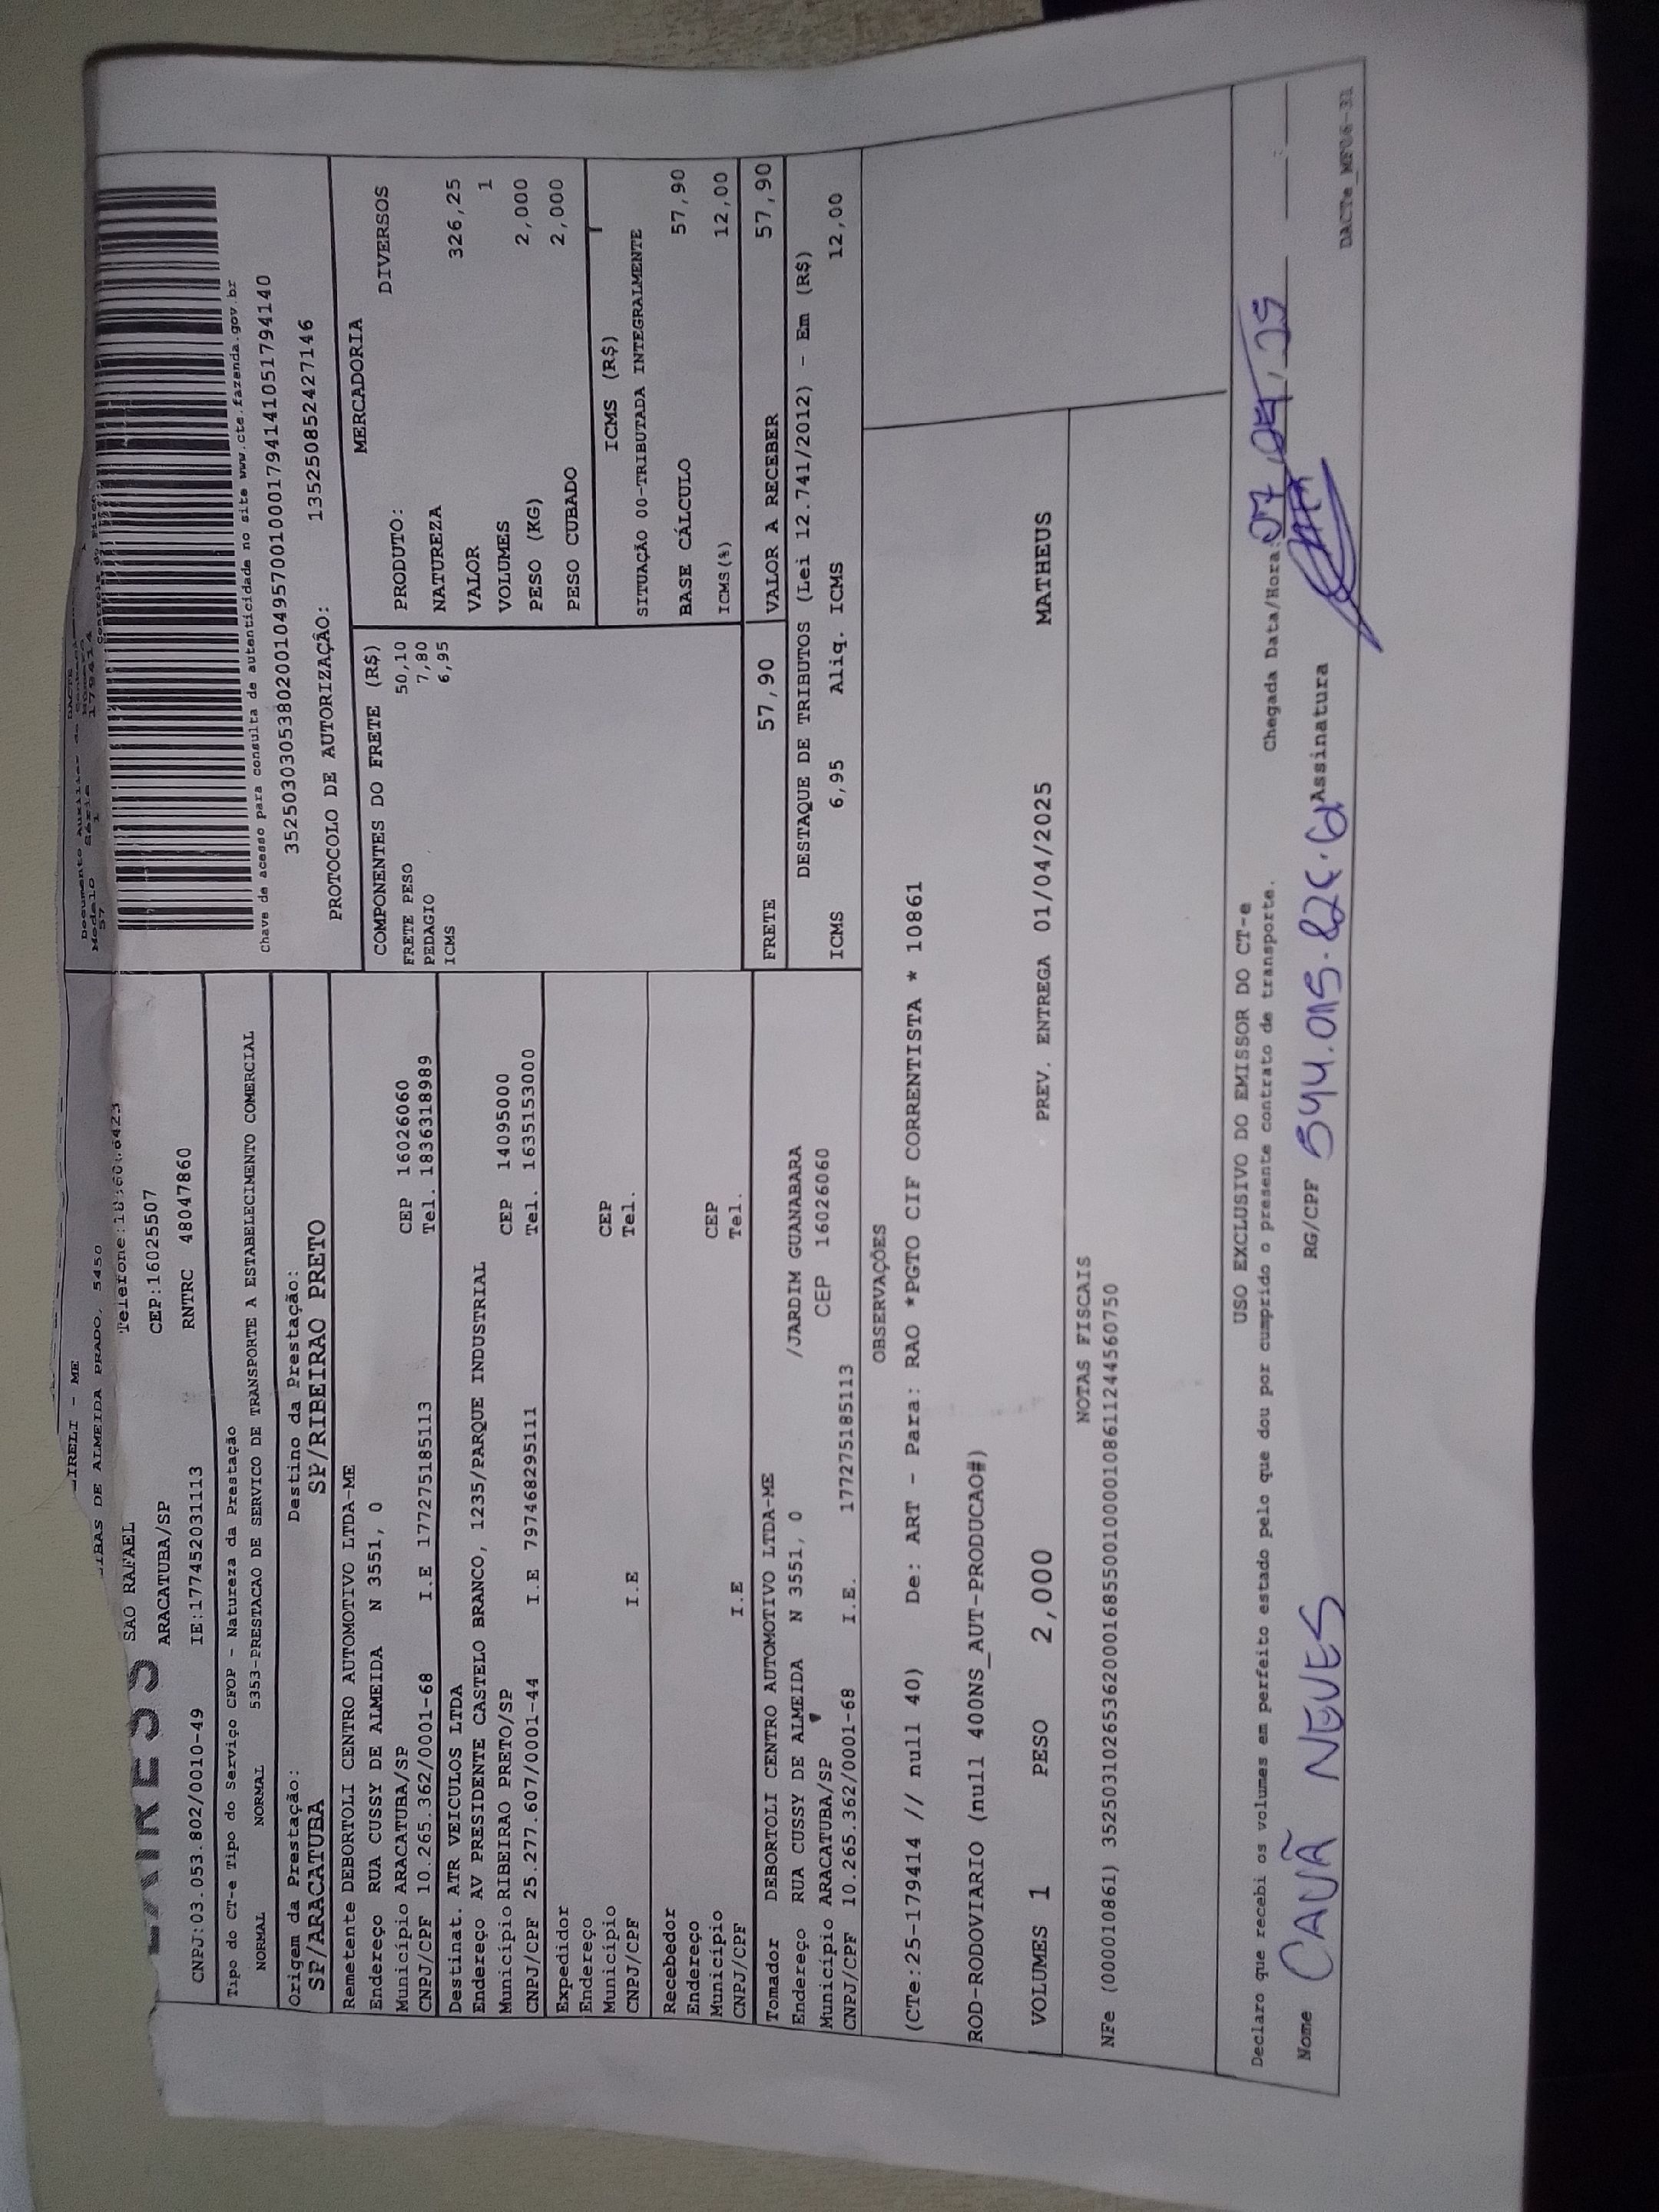 EIRELI - ME
IBAS DE ALMEIDA PRADO, 5450
SAO RAFAEL
ARACATUBA/SP CEP:16025507
CNPJ:03.053.802/0010-49 IE:177452031113 RNTRC 48047860
Documento Auxiliar
Modelo Série
57 1 179414
Chave de acesso para consulta de autenticidade no site www.cte.fazenda.gov.br
35250303053802001049570010001794141051794140
PROTOCOLO DE AUTORIZAÇÃO: 135250852427146
Tipo do CT-e Tipo do Serviço CFOP - Natureza da Prestação
NORMAL NORMAL 5353-PRESTACAO DE SERVICO DE TRANSPORTE A ESTABELECIMENTO COMERCIAL
Origem da Prestação: Destino da Prestação:
SP/ARACATUBA SP/RIBEIRAO PRETO
Remetente DEBORTOLI CENTRO AUTOMOTIVO LTDA-ME
Endereço RUA CUSSY DE ALMEIDA N 3551, 0
Município ARACATUBA/SP CEP 16026060
CNPJ/CPF 10.265.362/0001-68 I.E 177275185113 Tel. 1836318989
Destinat. ATR VEICULOS LTDA
Endereço AV PRESIDENTE CASTELO BRANCO, 1235/PARQUE INDUSTRIAL
Município RIBEIRAO PRETO/SP CEP 14095000
CNPJ/CPF 25.277.607/0001-44 I.E 797468295111 Tel. 1635153000
Expedidor
Endereço
Município CEP
CNPJ/CPF I.E Tel.
Recebedor
Endereço
Município CEP
CNPJ/CPF I.E Tel.
Tomador DEBORTOLI CENTRO AUTOMOTIVO LTDA-ME
Endereço RUA CUSSY DE ALMEIDA N 3551, 0 /JARDIM GUANABARA
Município ARACATUBA/SP CEP 16026060
CNPJ/CPF 10.265.362/0001-68 I.E. 177275185113
COMPONENTES DO FRETE (R$)
FRETE PESO 50,10
PEDAGIO 7,80
ICMS 6,95
MERCADORIA
PRODUTO: DIVERSOS
NATUREZA
VALOR 326,25
VOLUMES 1
PESO (KG) 2,000
PESO CUBADO 2,000
ICMS (R$)
SITUAÇÃO 00-TRIBUTADA INTEGRALMENTE
BASE CÁLCULO 57,90
ICMS(%) 12,00
FRETE 57,90 VALOR A RECEBER 57,90
DESTAQUE DE TRIBUTOS (Lei 12.741/2012) - Em (R$)
ICMS 6,95 Aliq. ICMS 12,00
OBSERVAÇÕES
(CTe:25-179414 // null 40) De: ART - Para: RAO *PGTO CIF CORRENTISTA * 10861
ROD-RODOVIARIO (null 400NS_AUT-PRODUCAO#)
VOLUMES 1 PESO 2,000 PREV. ENTREGA 01/04/2025 MATHEUS
NOTAS FISCAIS
NFe (000010861) 35250310265362000168550010000108611244560750
USO EXCLUSIVO DO EMISSOR DO CT-e
Declaro que recebi os volumes em perfeito estado pelo que dou por cumprido o presente contrato de transporte. Chegada Data/Hora:
Nome CAUÃ NEVES RG/CPF Assinatura
DACTe_MF06-31